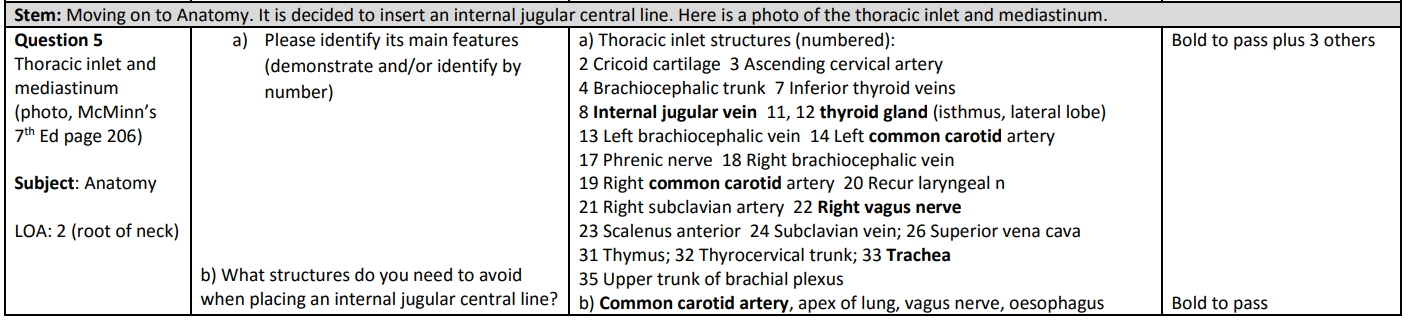 Stem: Moving on to Anatomy. It is decided to insert an internal jugular central line. Here is a photo of the thoracic inlet and mediastinum.
Question 5
Thoracic inlet and
mediastinum
(photo, McMinn's
7th Ed page 206)
Subject: Anatomy
LOA: 2 (root of neck)
a) Please identify its main features
(demonstrate and/or identify by
number)
b) What structures do you need to avoid
when placing an internal jugular central line?
a) Thoracic inlet structures (numbered):
2 Cricoid cartilage 3 Ascending cervical artery
4 Brachiocephalic trunk 7 Inferior thyroid veins
8 Internal jugular vein 11, 12 thyroid gland (isthmus, lateral lobe)
13 Left brachiocephalic vein 14 Left common carotid artery
17 Phrenic nerve 18 Right brachiocephalic vein
19 Right common carotid artery 20 Recur laryngeal n
21 Right subclavian artery 22 Right vagus nerve
23 Scalenus anterior 24 Subclavian vein; 26 Superior vena cava
31 Thymus; 32 Thyrocervical trunk; 33 Trachea
35 Upper trunk of brachial plexus
b) Common carotid artery, apex of lung, vagus nerve, oesophagus
Bold to pass plus 3 others
Bold to pass